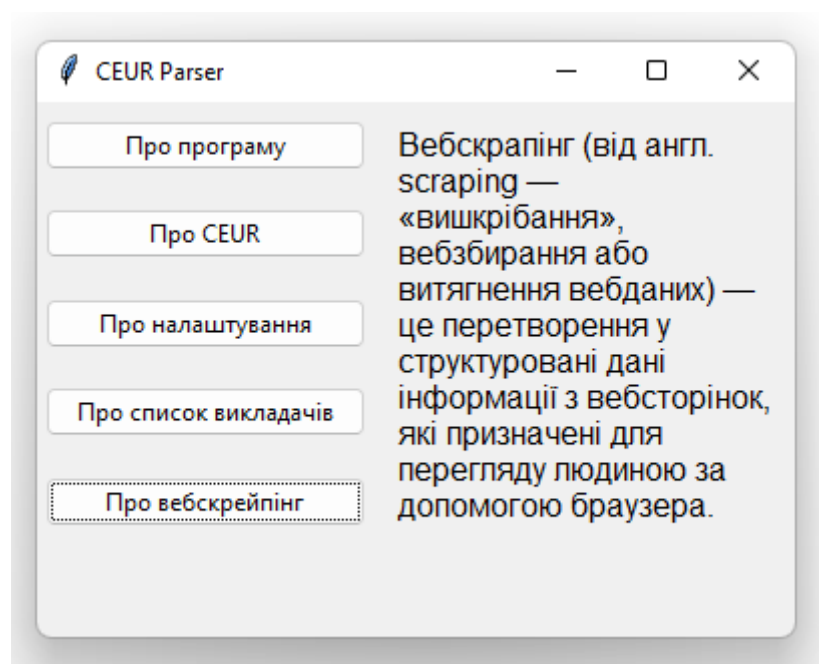 CEUR Parser
Про програму
Про CEUR
Про налаштування
Про список викладачів
Про вебскрейпінг
Вебскрапінг (від англ.
scraping —
«вишкрібання»,
вебзбирання або
витягнення вебданих) —
це перетворення у
структуровані дані
інформації з вебсторінок,
які призначені для
перегляду людиною за
допомогою браузера.